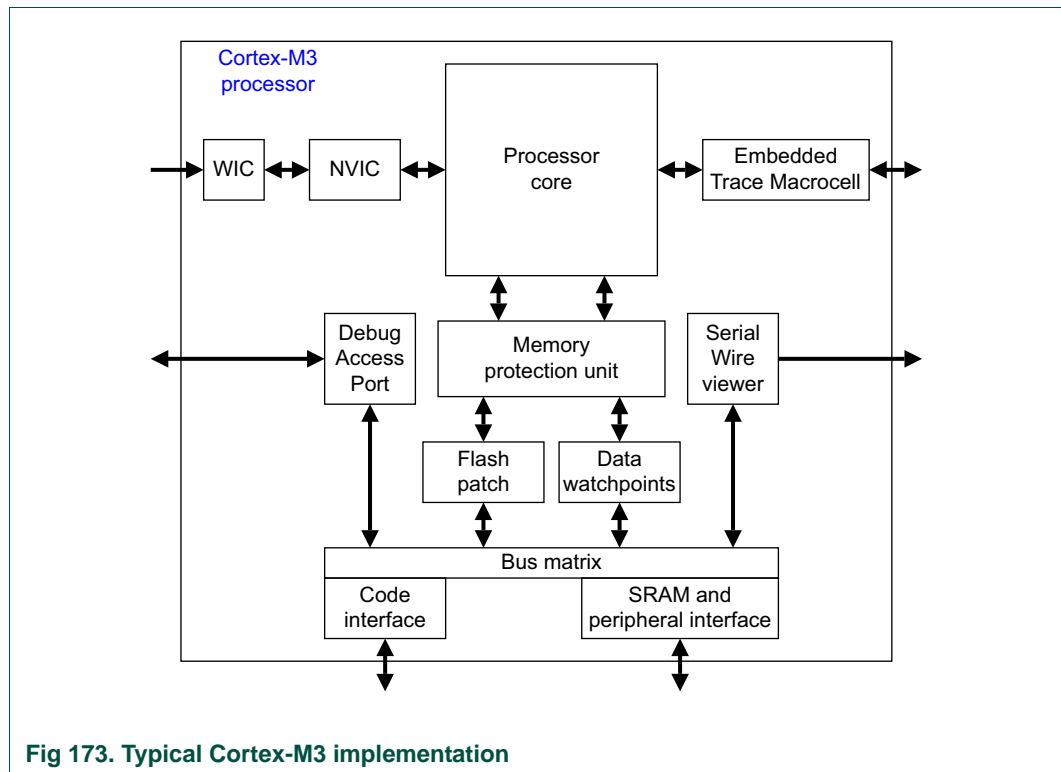 Cortex-M3
processor
WIC
NVIC
Processor
core
Embedded
Trace Macrocell
Debug
Access
Port
Memory
protection unit
Serial
Wire
viewer
Flash
patch
Data
watchpoints
Bus matrix
Code
interface
SRAM and
peripheral interface
Fig 173. Typical Cortex-M3 implementation